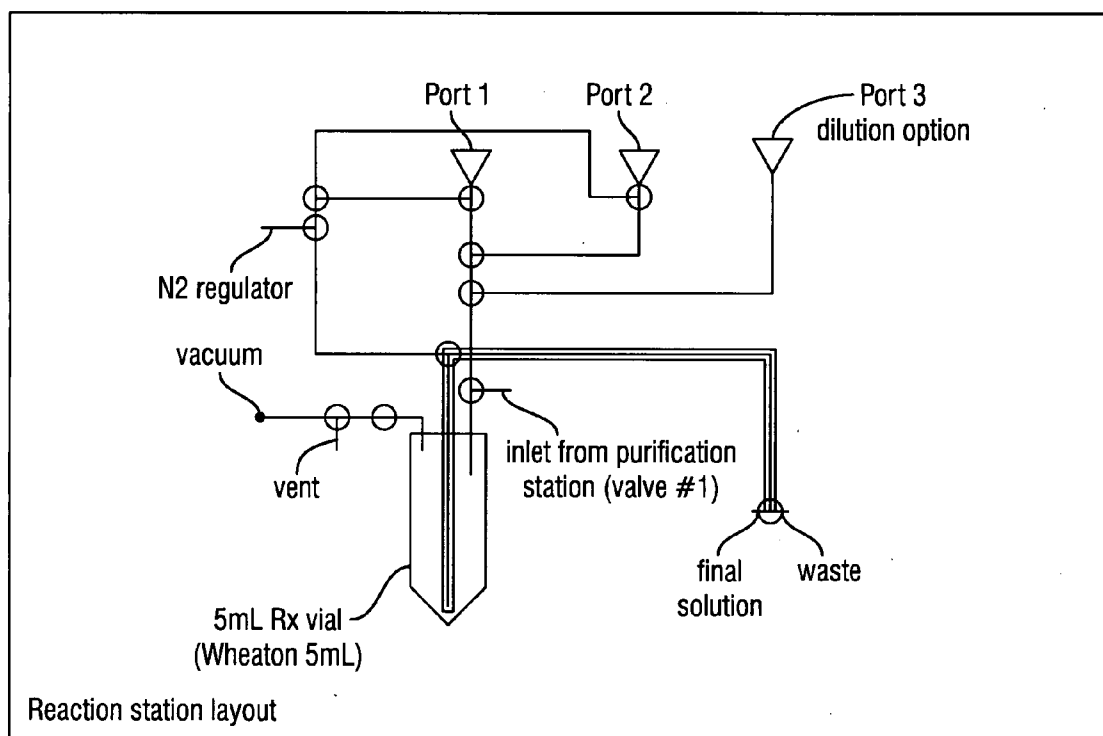 Port 1
Port 2
Port 3
dilution option
N2 regulator
vacuum
vent
inlet from purification
station (valve #1)
final
solution
waste
5mL Rx vial
(Wheaton 5mL)
Reaction station layout